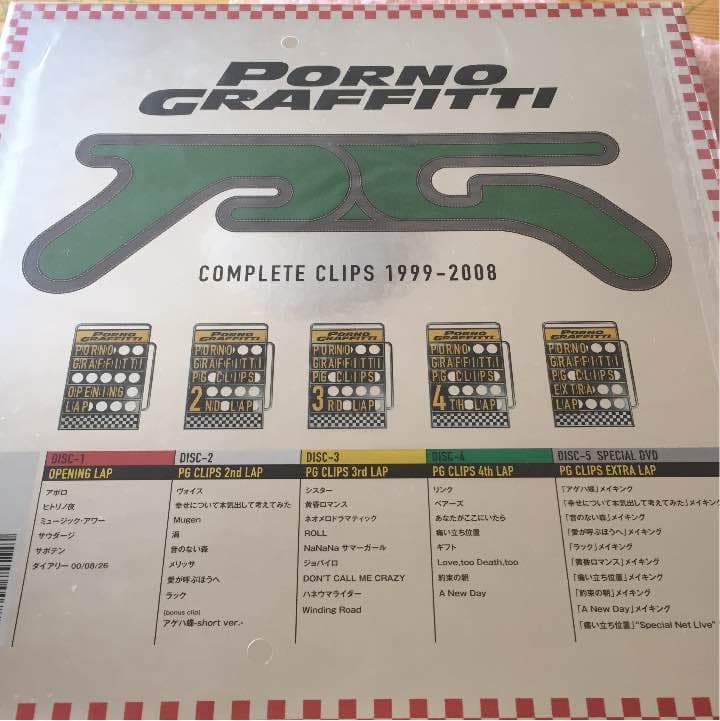 PORNO
GRAFFITTI
COMPLETE CLIPS 1999-2008
PORNO
GRAFFITTI
PORNO
GRAFFITTI
OPENING
LAP
PORNO
GRAFFITTI
PORNO
GRAFFITTI
PG CLIPS
2ND LAP
PORNO
GRAFFITTI
PORNO
GRAFFITTI
PG CLIPS
3RD LAP
PORNO
GRAFFITTI
PORNO
GRAFFITTI
PG CLIPS
4TH LAP
PORNO
GRAFFITTI
PORNO
GRAFFITTI
PG CLIPS
EXTRA
LAP
DISC-1
OPENING LAP
アポロ
ヒトリノ夜
ミュージック・アワー
サウダージ
サボテン
ダイアリー 00/08/26
DISC-2
PG CLIPS 2nd LAP
ヴォイス
幸せについて本気出して考えてみた
Mugen
渦
音のない森
メリッサ
愛が呼ぶほうへ
ラック
[bonus clip]
アゲハ蝶-short ver.-
DISC-3
PG CLIPS 3rd LAP
シスター
黄昏ロマンス
ネオメロドラマティック
ROLL
NaNaNa サマーガール
ジョバイロ
DON'T CALL ME CRAZY
ハネウマライダー
Winding Road
DISC-4
PG CLIPS 4th LAP
リンク
ベアーズ
あなたがここにいたら
痛い立ち位置
ギフト
Love,too Death,too
約束の朝
A New Day
DISC-5 SPECIAL DVD
PG CLIPS EXTRA LAP
「アゲハ蝶」メイキング
「幸せについて本気出して考えてみた」メイキング
「音のない森」メイキング
「愛が呼ぶほうへ」メイキング
「ラック」メイキング
「黄昏ロマンス」メイキング
「痛い立ち位置」メイキング
「約束の朝」メイキング
「A New Day」メイキング
「痛い立ち位置」"Special Net Live"